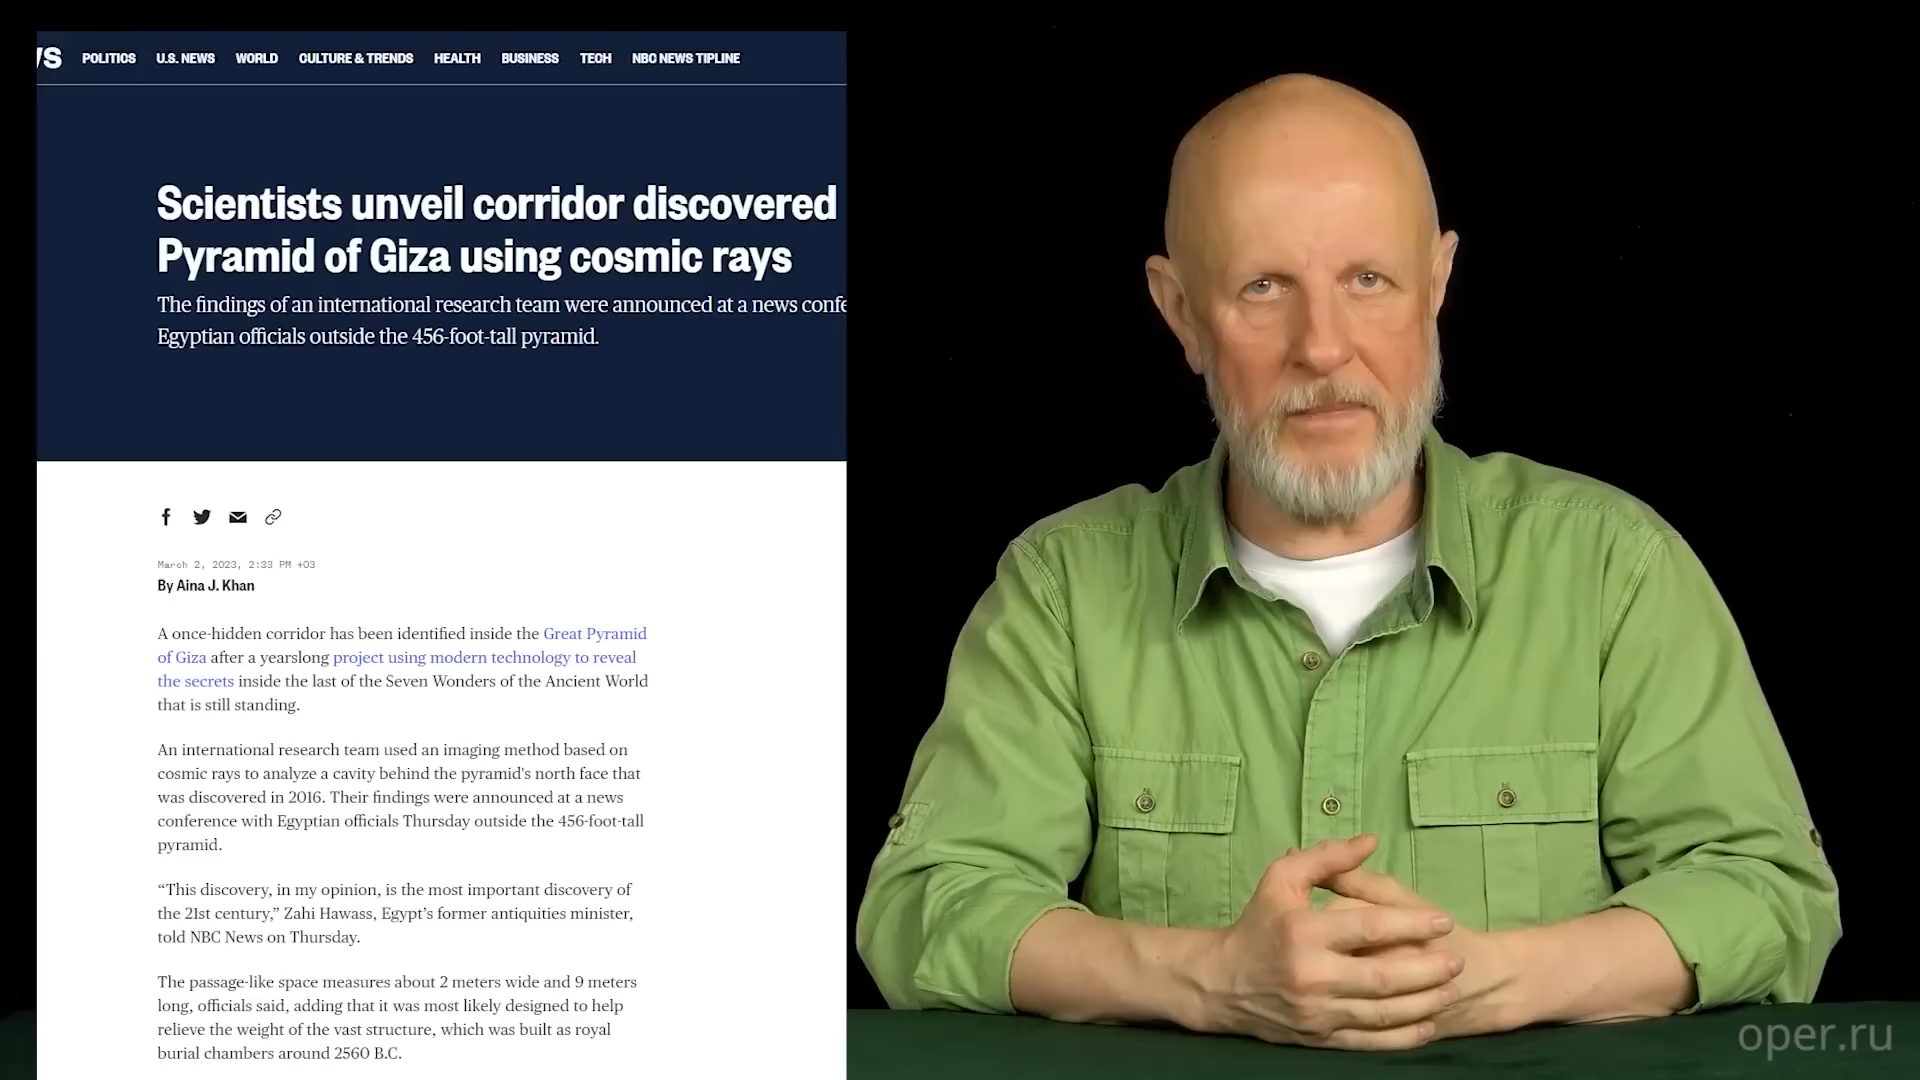 WS
POLITICS U.S. NEWS WORLD CULTURE & TRENDS HEALTH BUSINESS TECH NBC NEWS TIPLINE
Scientists unveil corridor discovered
Pyramid of Giza using cosmic rays
The findings of an international research team were announced at a news confe
Egyptian officials outside the 456-foot-tall pyramid.
March 2, 2023, 2:33 PM +03
By Aina J. Khan
A once-hidden corridor has been identified inside the Great Pyramid
of Giza after a yearslong project using modern technology to reveal
the secrets inside the last of the Seven Wonders of the Ancient World
that is still standing.
An international research team used an imaging method based on
cosmic rays to analyze a cavity behind the pyramid's north face that
was discovered in 2016. Their findings were announced at a news
conference with Egyptian officials Thursday outside the 456-foot-tall
pyramid.
“This discovery, in my opinion, is the most important discovery of
the 21st century,” Zahi Hawass, Egypt’s former antiquities minister,
told NBC News on Thursday.
The passage-like space measures about 2 meters wide and 9 meters
long, officials said, adding that it was most likely designed to help
relieve the weight of the vast structure, which was built as royal
burial chambers around 2560 B.C.
oper.ru